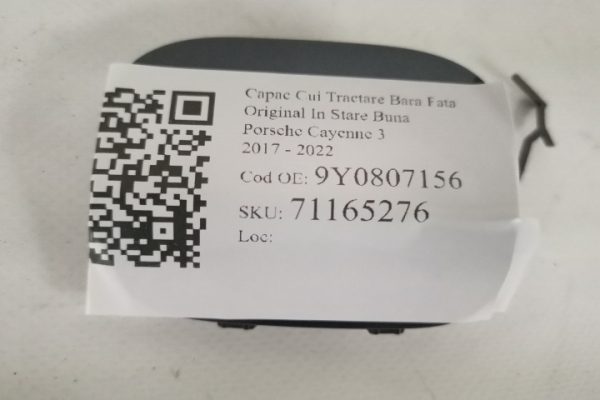 Capac Cui Tractare Bara Fata
Original In Stare Buna
Porsche Cayenne 3
2017 - 2022
Cod OE: 9Y0807156
SKU: 71165276
Loc: